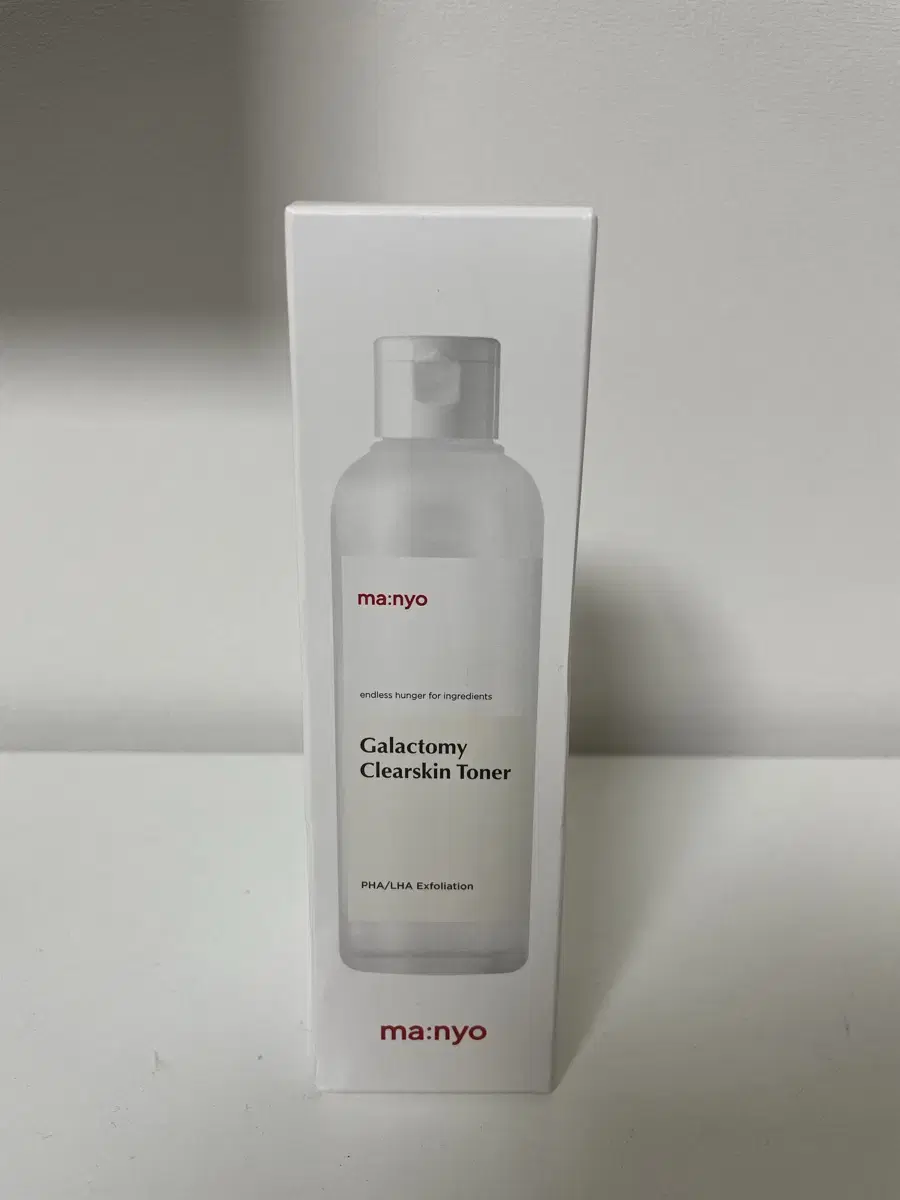 ma:nyo
endless hunger for ingredients
Galactomy
Clearskin Toner
PHA/LHA Exfoliation
ma:nyo